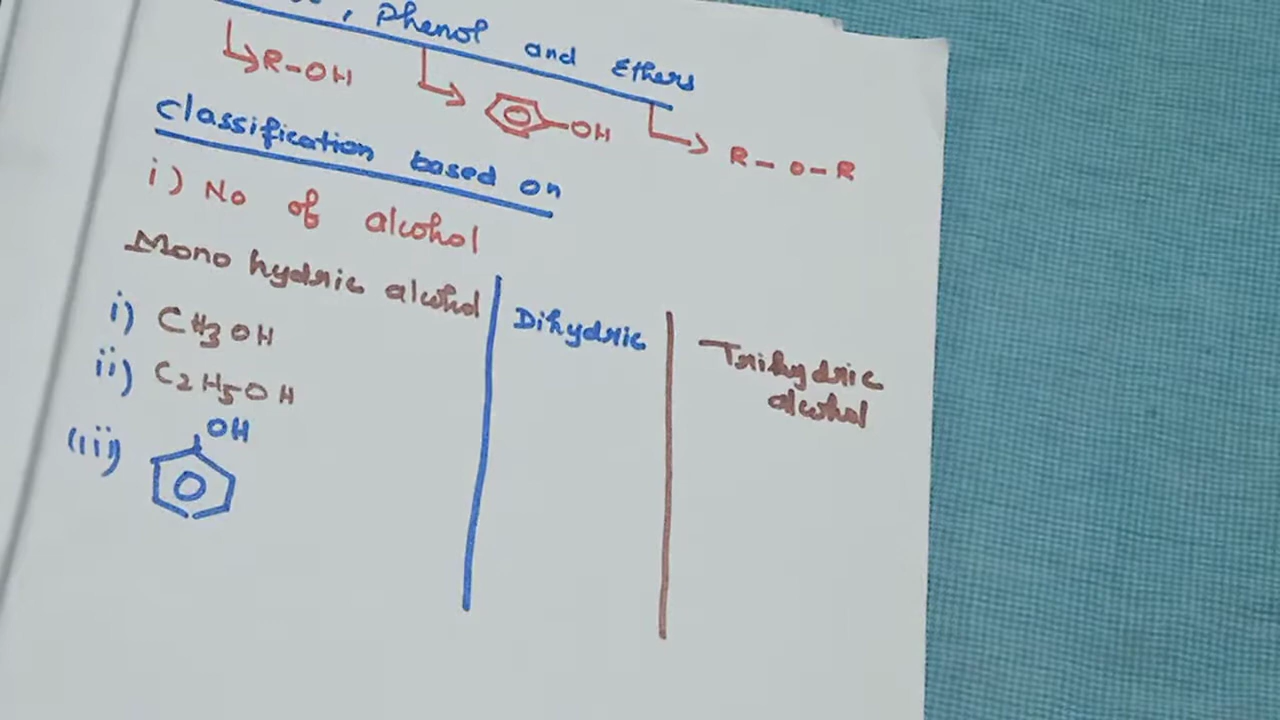 , Phenol and Ethers
R-OH
OH
R-O-R
classification based on
i) No of alcohol
Mono hydric alcohol
i) CH3OH
ii) C2H5OH
(iii)
OH
Dihydric
Trihydric
alcohol